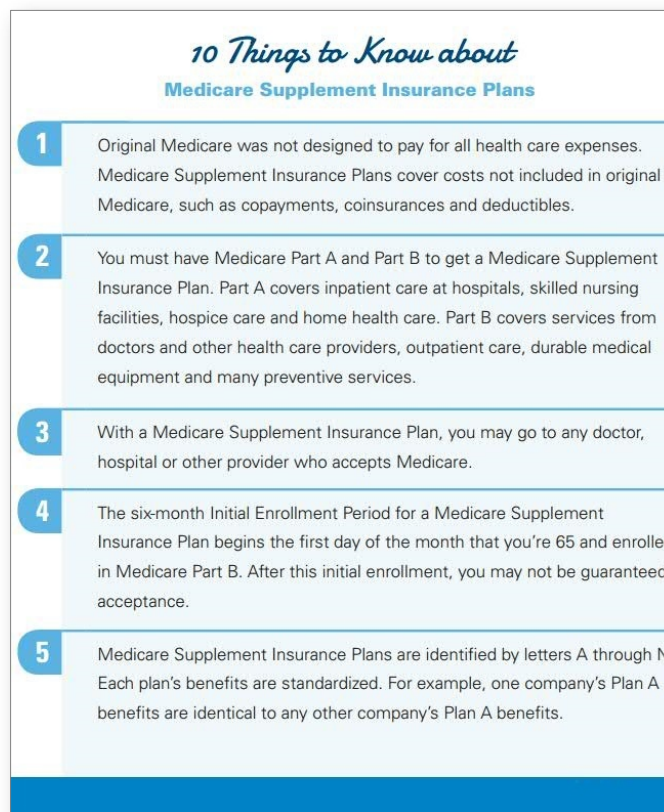 10 Things to Know about
Medicare Supplement Insurance Plans
1
Original Medicare was not designed to pay for all health care expenses.
Medicare Supplement Insurance Plans cover costs not included in original
Medicare, such as copayments, coinsurances and deductibles.
2
You must have Medicare Part A and Part B to get a Medicare Supplement
Insurance Plan. Part A covers inpatient care at hospitals, skilled nursing
facilities, hospice care and home health care. Part B covers services from
doctors and other health care providers, outpatient care, durable medical
equipment and many preventive services.
3
With a Medicare Supplement Insurance Plan, you may go to any doctor,
hospital or other provider who accepts Medicare.
4
The six-month Initial Enrollment Period for a Medicare Supplement
Insurance Plan begins the first day of the month that you're 65 and enrolle
in Medicare Part B. After this initial enrollment, you may not be guaranteed
acceptance.
5
Medicare Supplement Insurance Plans are identified by letters A through N
Each plan's benefits are standardized. For example, one company's Plan A
benefits are identical to any other company's Plan A benefits.